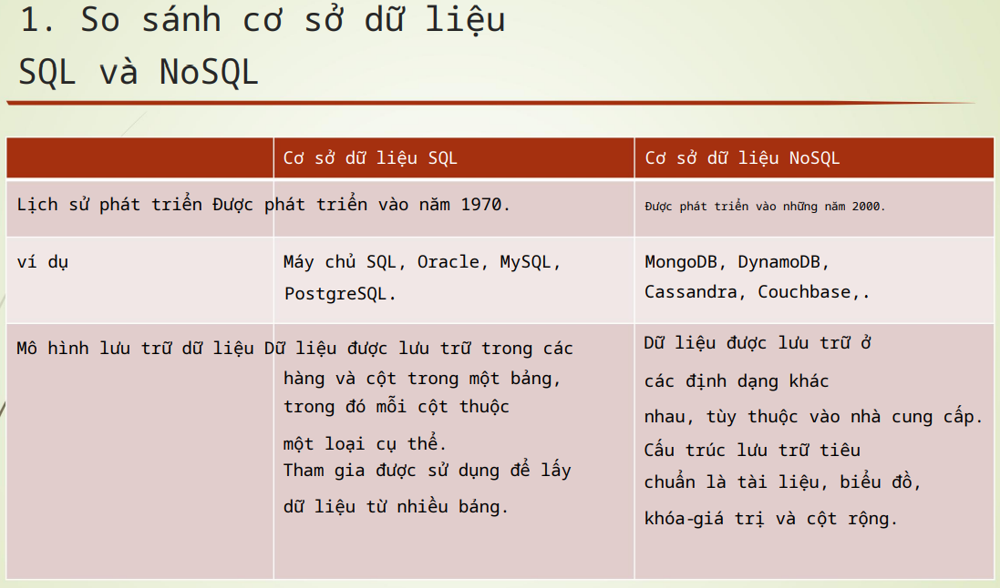 1. So sánh cơ sở dữ liệu
SQL và NoSQL
Cơ sở dữ liệu SQL
Cơ sở dữ liệu NoSQL
Lịch sử phát triển Được phát triển vào năm 1970.
Được phát triển vào những năm 2000.
ví dụ
Máy chủ SQL, Oracle, MySQL,
PostgreSQL.
MongoDB, DynamoDB,
Cassandra, Couchbase,.
Mô hình lưu trữ dữ liệu Dữ liệu được lưu trữ trong các
hàng và cột trong một bảng,
trong đó mỗi cột thuộc
một loại cụ thể.
Tham gia được sử dụng để lấy
dữ liệu từ nhiều bảng.
Dữ liệu được lưu trữ ở
các định dạng khác
nhau, tùy thuộc vào nhà cung cấp.
Cấu trúc lưu trữ tiêu
chuẩn là tài liệu, biểu đồ,
khóa-giá trị và cột rộng.